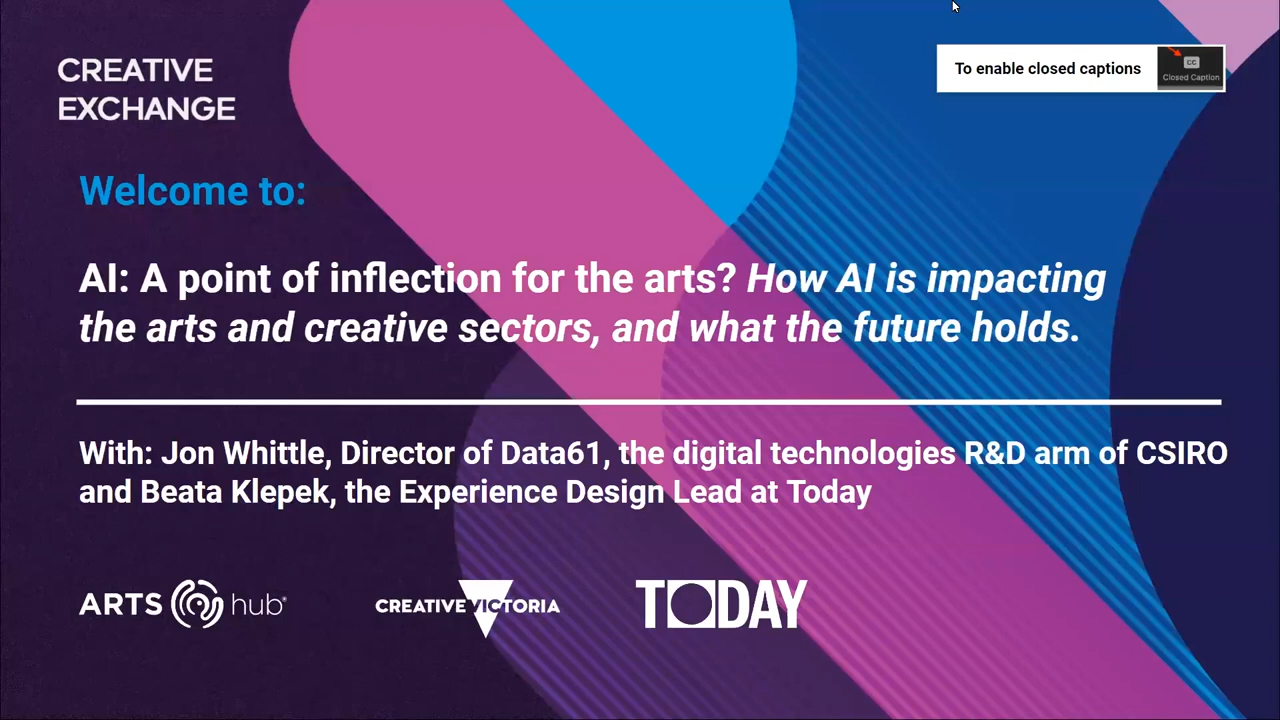 CREATIVE
EXCHANGE
To enable closed captions
CC
Closed Caption
Welcome to:
AI: A point of inflection for the arts? How AI is impacting
the arts and creative sectors, and what the future holds.
With: Jon Whittle, Director of Data61, the digital technologies R&D arm of CSIRO
and Beata Klepek, the Experience Design Lead at Today
ARTS hub®
CREATIVE VICTORIA
TODAY